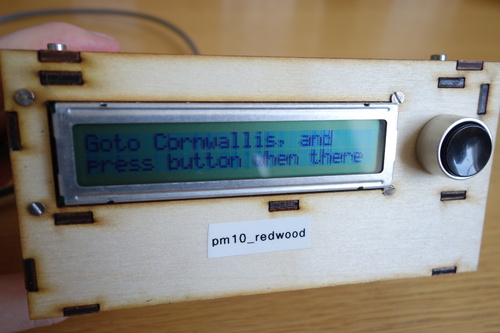 Goto Cornwallis, and
press button when there
pm10_redwood